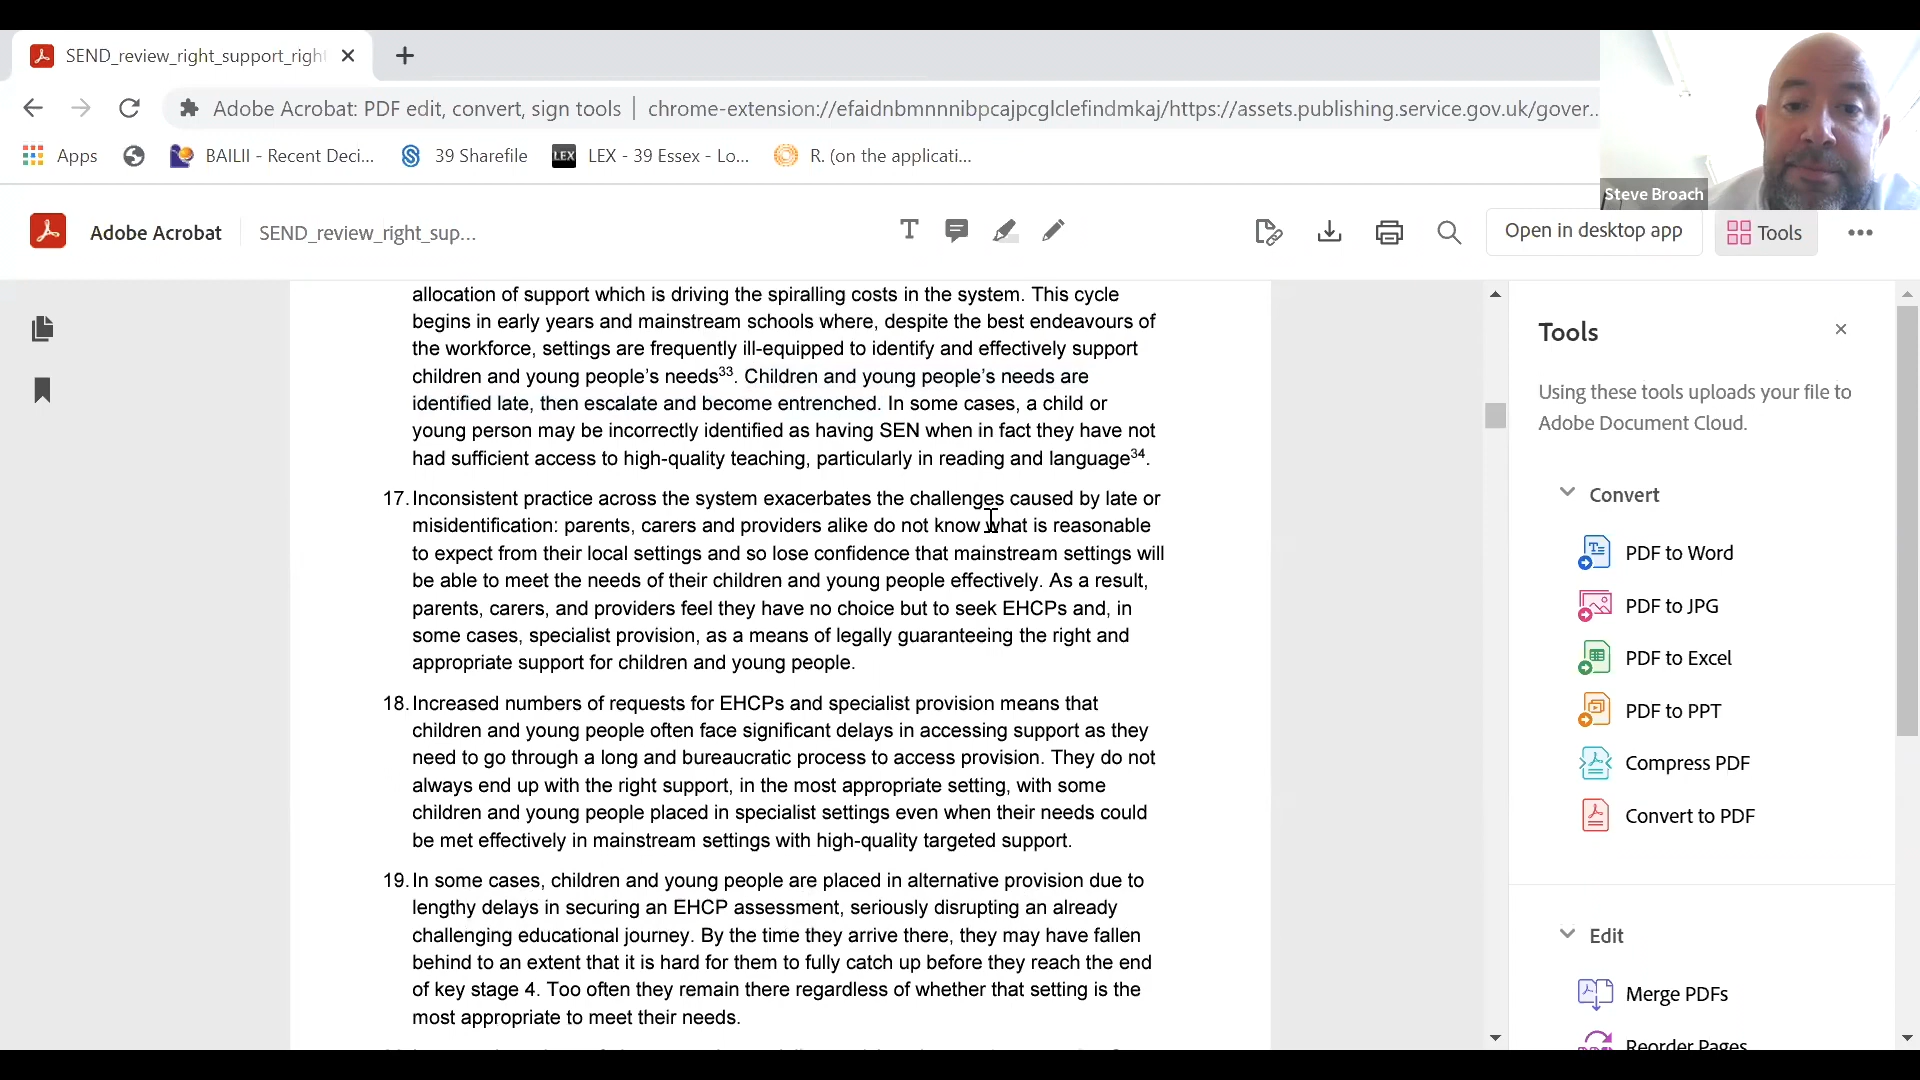 SEND_review_right_support_righ
Adobe Acrobat: PDF edit, convert, sign tools | chrome-extension://efaidnbmnnnibpcajpcglclefindmkaj/https://assets.publishing.service.gov.uk/gover...
Apps
BAILII - Recent Deci...
39 Sharefile
LEX
LEX - 39 Essex - Lo...
R. (on the applicati...
Steve Broach
Adobe Acrobat
SEND_review_right_sup...
Open in desktop app
Tools
allocation of support which is driving the spiralling costs in the system. This cycle
begins in early years and mainstream schools where, despite the best endeavours of
the workforce, settings are frequently ill-equipped to identify and effectively support
children and young people's needs33. Children and young people's needs are
identified late, then escalate and become entrenched. In some cases, a child or
young person may be incorrectly identified as having SEN when in fact they have not
had sufficient access to high-quality teaching, particularly in reading and language34.
17. Inconsistent practice across the system exacerbates the challenges caused by late or
misidentification: parents, carers and providers alike do not know what is reasonable
to expect from their local settings and so lose confidence that mainstream settings will
be able to meet the needs of their children and young people effectively. As a result,
parents, carers, and providers feel they have no choice but to seek EHCPs and, in
some cases, specialist provision, as a means of legally guaranteeing the right and
appropriate support for children and young people.
18. Increased numbers of requests for EHCPs and specialist provision means that
children and young people often face significant delays in accessing support as they
need to go through a long and bureaucratic process to access provision. They do not
always end up with the right support, in the most appropriate setting, with some
children and young people placed in specialist settings even when their needs could
be met effectively in mainstream settings with high-quality targeted support.
19. In some cases, children and young people are placed in alternative provision due to
lengthy delays in securing an EHCP assessment, seriously disrupting an already
challenging educational journey. By the time they arrive there, they may have fallen
behind to an extent that it is hard for them to fully catch up before they reach the end
of key stage 4. Too often they remain there regardless of whether that setting is the
most appropriate to meet their needs.
Tools
Using these tools uploads your file to
Adobe Document Cloud.
Convert
PDF to Word
PDF to JPG
PDF to Excel
PDF to PPT
Compress PDF
Convert to PDF
Edit
Merge PDFs
Reorder Pages